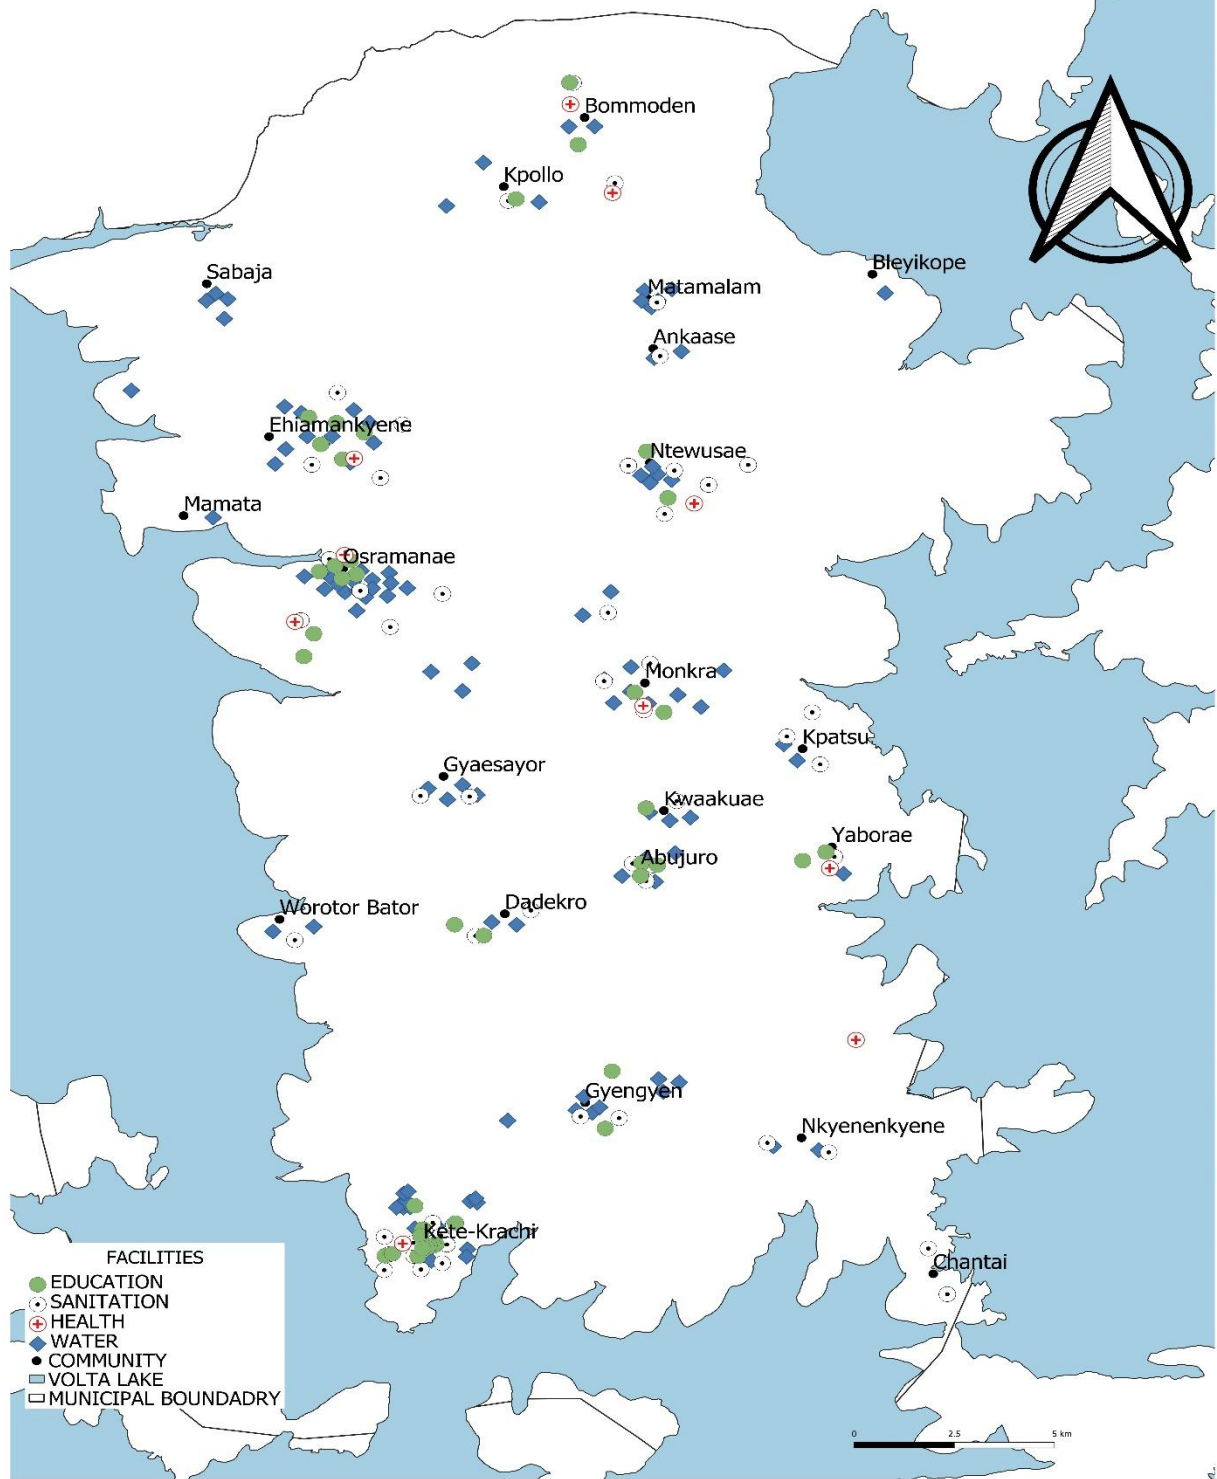 Bommoden
Kpollo
Sabaja
Bleyikope
Matamalam
Ankaase
Ehiamankyene
Ntewusae
Mamata
Osramanae
Monkra
Kpatsu
Gyaesayor
Kwaakuae
Yaborae
Abujuro
Dadekro
Worotor Bator
Gyengyen
Nkyenenkyene
Kete-Krachi
Chantai
FACILITIES
EDUCATION
SANITATION
HEALTH
WATER
COMMUNITY
VOLTA LAKE
MUNICIPAL BOUNDADRY
0 2.5 5 km